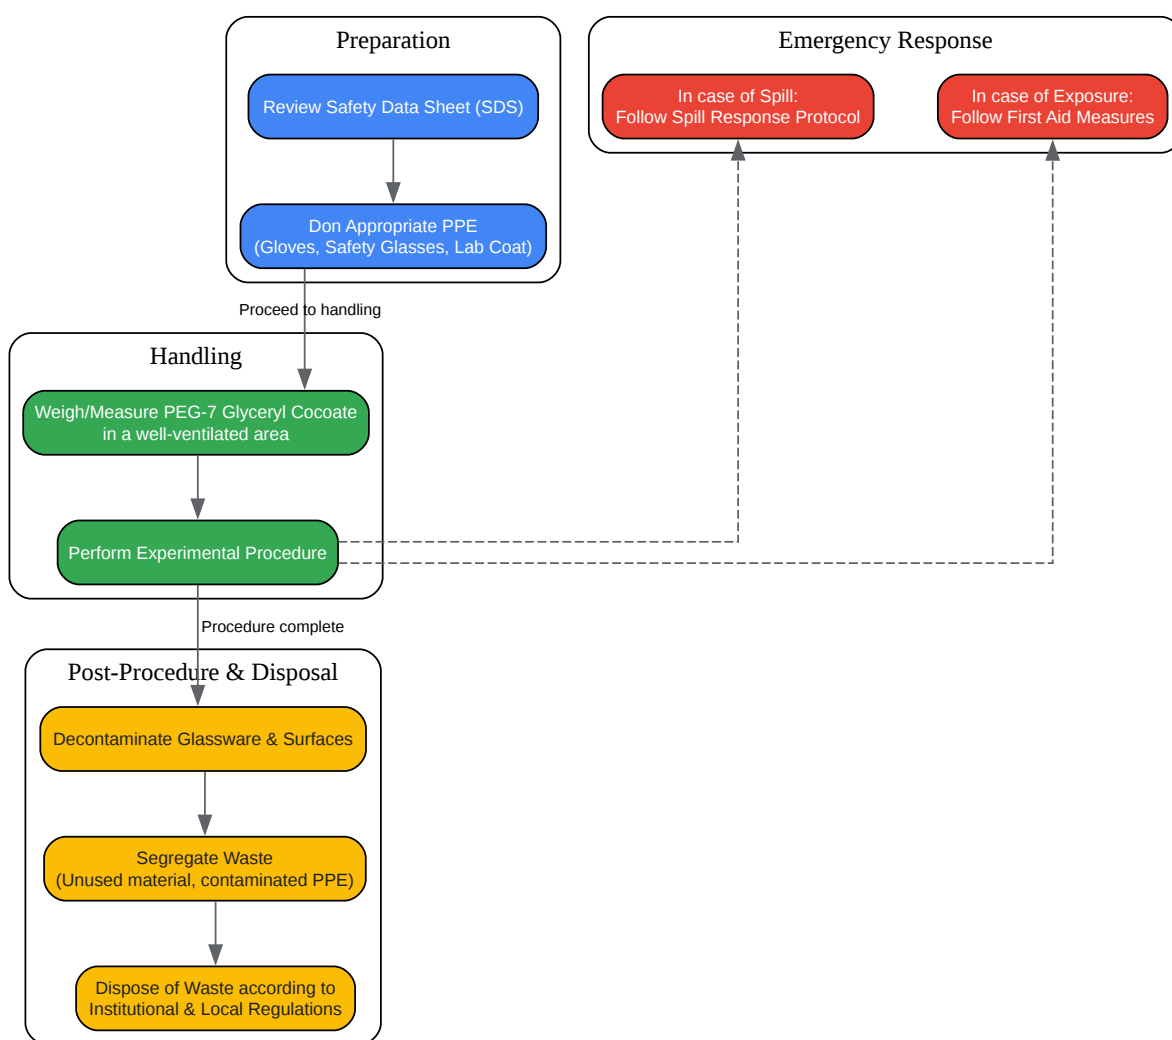 Preparation
Review Safety Data Sheet (SDS)
Don Appropriate PPE
(Gloves, Safety Glasses, Lab Coat)
Proceed to handling
Emergency Response
In case of Spill:
Follow Spill Response Protocol
In case of Exposure:
Follow First Aid Measures
Handling
Weigh/Measure PEG-7 Glyceryl Cocoate
in a well-ventilated area
Perform Experimental Procedure
Procedure complete
Post-Procedure & Disposal
Decontaminate Glassware & Surfaces
Segregate Waste
(Unused material, contaminated PPE)
Dispose of Waste according to
Institutional & Local Regulations